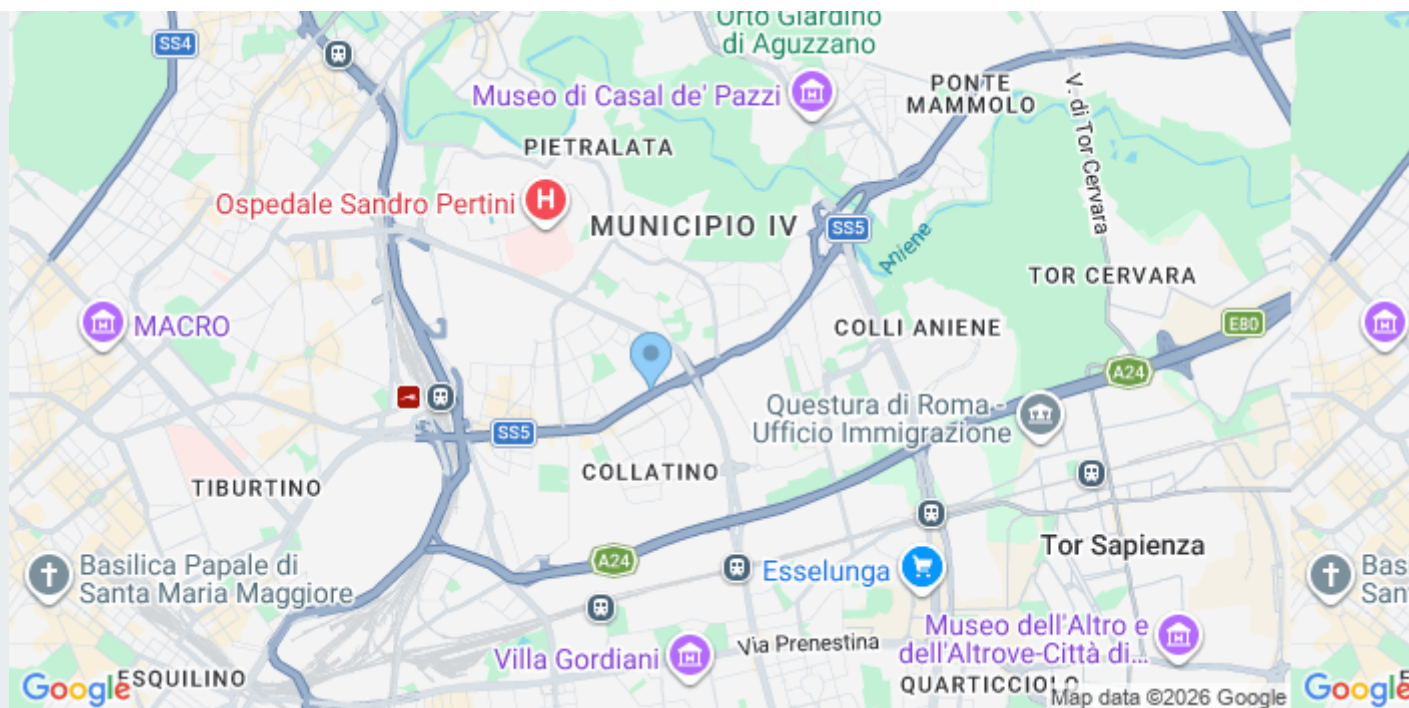 Orto Giardino
di Aguzzano
SS4
PONTE
MAMMOLO
Museo di Casal de' Pazzi
V. di Tor Cervara
PIETRALATA
Ospedale Sandro Pertini
H
MUNICIPIO IV
SS5
Aniene
TOR CERVARA
MACRO
COLLI ANIENE
E80
A24
Questura di Roma -
Ufficio Immigrazione
SS5
COLLATINO
TIBURTINO
Tor Sapienza
A24
Basilica Papale di
Santa Maria Maggiore
Esselunga
Bas
San
Museo dell'Altro e
dell'Altrove-Città di...
Via Prenestina
Villa Gordiani
ESQUILINO
QUARTICCIOLO
Google
Map data ©2026 Google
Google